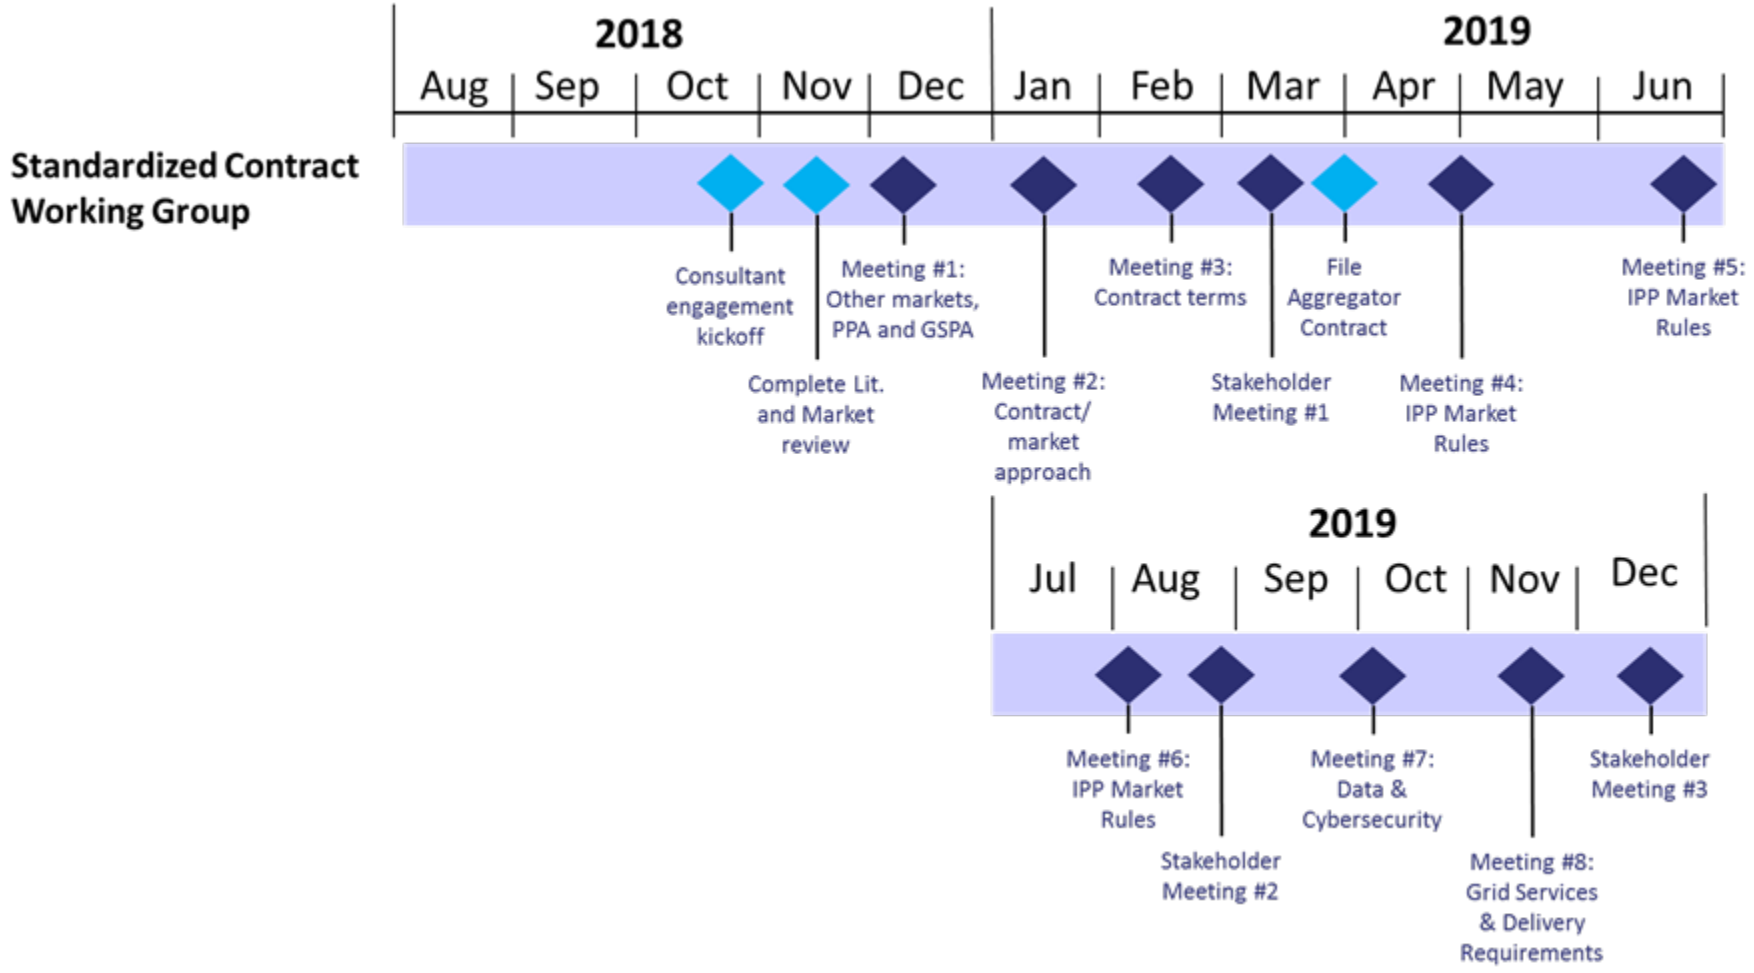 2018
2019
Aug Sep Oct Nov Dec Jan Feb Mar Apr May Jun
Standardized Contract
Working Group
Consultant
engagement
kickoff
Complete Lit.
and Market
review
Meeting #1:
Other markets,
PPA and GSPA
Meeting #2:
Contract/
market
approach
Meeting #3:
Contract terms
Stakeholder
Meeting #1
File
Aggregator
Contract
Meeting #4:
IPP Market
Rules
Meeting #5:
IPP Market
Rules
2019
Jul Aug Sep Oct Nov Dec
Meeting #6:
IPP Market
Rules
Stakeholder
Meeting #2
Meeting #7:
Data &
Cybersecurity
Meeting #8:
Grid Services
& Delivery
Requirements
Stakeholder
Meeting #3